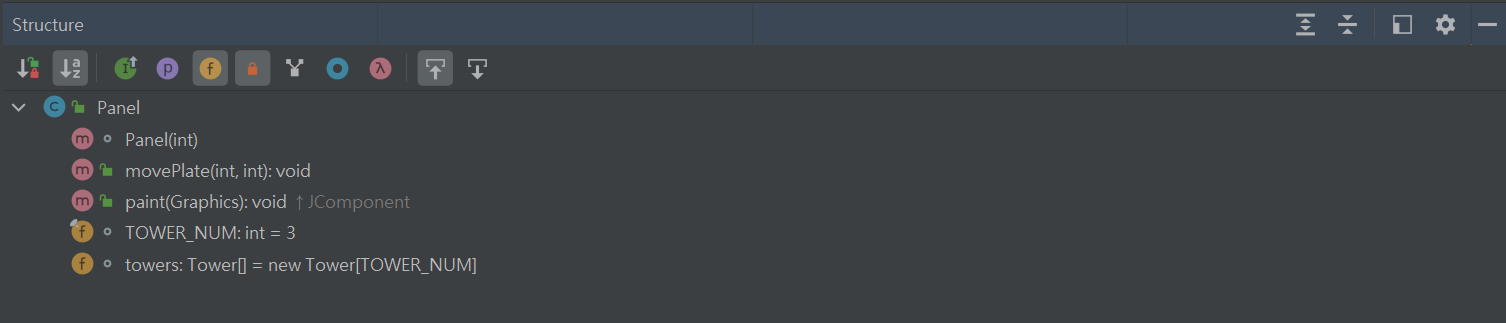 Structure
Panel
Panel(int)
movePlate(int, int): void
paint(Graphics): void ↑JComponent
TOWER_NUM: int = 3
towers: Tower[] = new Tower[TOWER_NUM]